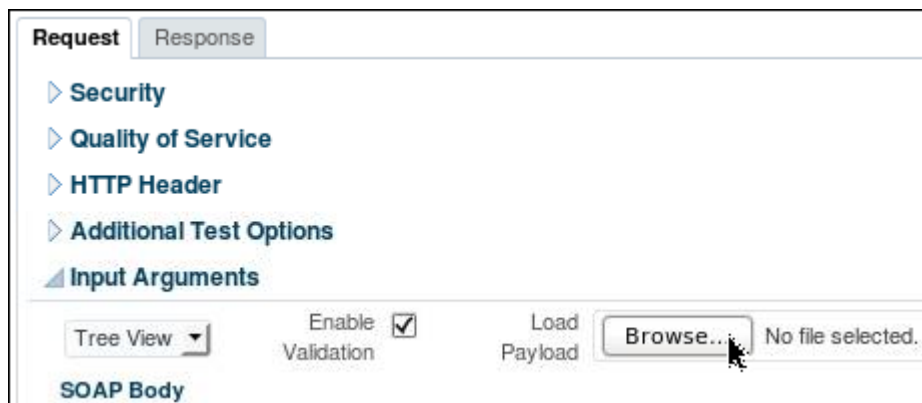 Request Response
Security
Quality of Service
HTTP Header
Additional Test Options
Input Arguments
Tree View Enable Validation Load Payload Browse... No file selected.
SOAP Body